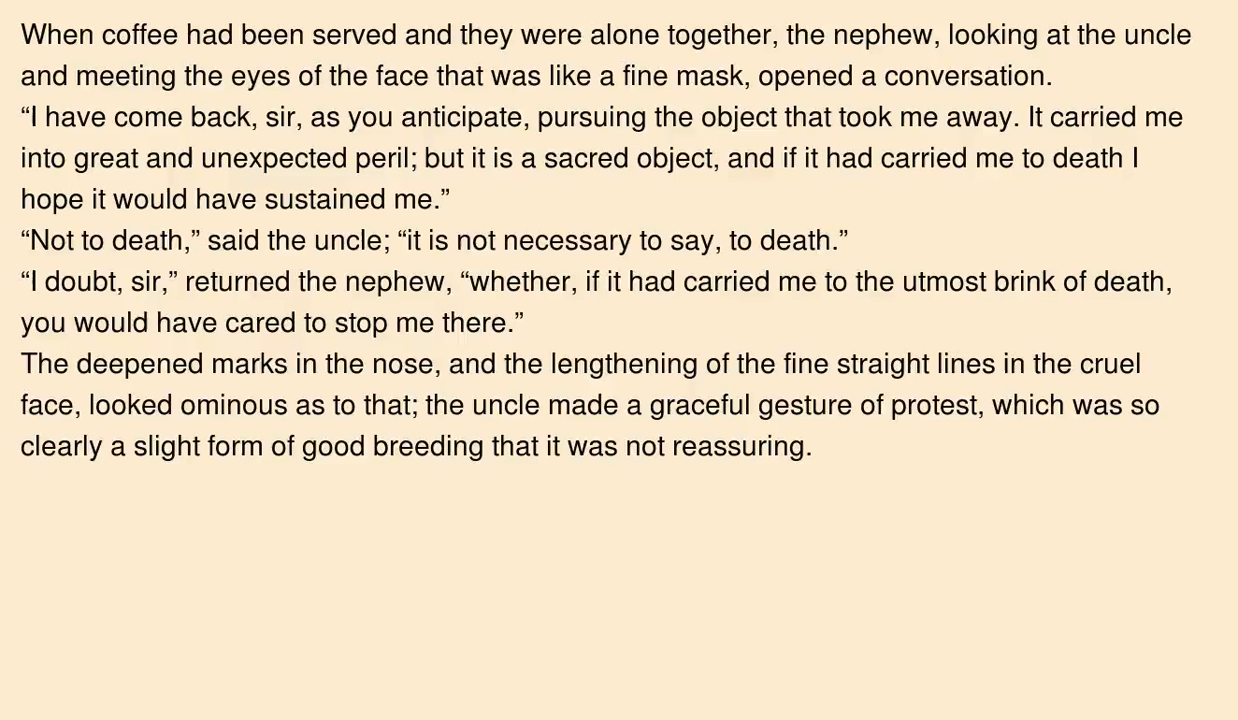 When coffee had been served and they were alone together, the nephew, looking at the uncle
and meeting the eyes of the face that was like a fine mask, opened a conversation.
“I have come back, sir, as you anticipate, pursuing the object that took me away. It carried me
into great and unexpected peril; but it is a sacred object, and if it had carried me to death I
hope it would have sustained me.”
“Not to death,” said the uncle; “it is not necessary to say, to death.”
“I doubt, sir,” returned the nephew, “whether, if it had carried me to the utmost brink of death,
you would have cared to stop me there.”
The deepened marks in the nose, and the lengthening of the fine straight lines in the cruel
face, looked ominous as to that; the uncle made a graceful gesture of protest, which was so
clearly a slight form of good breeding that it was not reassuring.